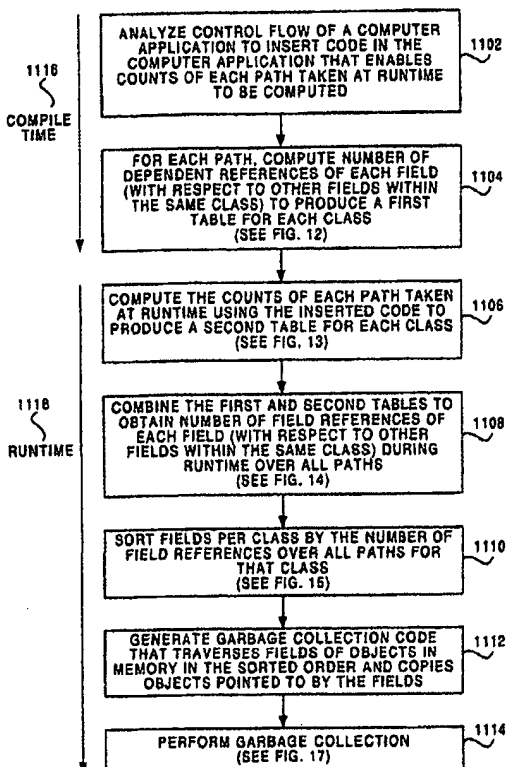 1116
COMPILE
TIME
ANALYZE CONTROL FLOW OF A COMPUTER
APPLICATION TO INSERT CODE IN THE
COMPUTER APPLICATION THAT ENABLES
COUNTS OF EACH PATH TAKEN AT RUNTIME
TO BE COMPUTED
1102
FOR EACH PATH, COMPUTE NUMBER OF
DEPENDENT REFERENCES OF EACH FIELD
(WITH RESPECT TO OTHER FIELDS WITHIN
THE SAME CLASS) TO PRODUCE A FIRST
TABLE FOR EACH CLASS
(SEE FIG. 12)
1104
1118
RUNTIME
COMPUTE THE COUNTS OF EACH PATH TAKEN
AT RUNTIME USING THE INSERTED CODE TO
PRODUCE A SECOND TABLE FOR EACH CLASS
(SEE FIG. 13)
1106
COMBINE THE FIRST AND SECOND TABLES TO
OBTAIN NUMBER OF FIELD REFERENCES OF
EACH FIELD (WITH RESPECT TO OTHER
FIELDS WITHIN THE SAME CLASS) DURING
RUNTIME OVER ALL PATHS
(SEE FIG. 14)
1108
SORT FIELDS PER CLASS BY THE NUMBER OF
FIELD REFERENCES OVER ALL PATHS FOR
THAT CLASS
(SEE FIG. 15)
1110
GENERATE GARBAGE COLLECTION CODE
THAT TRAVERSES FIELDS OF OBJECTS IN
MEMORY IN THE SORTED ORDER AND COPIES
OBJECTS POINTED TO BY THE FIELDS
1112
PERFORM GARBAGE COLLECTION
(SEE FIG. 17)
1114